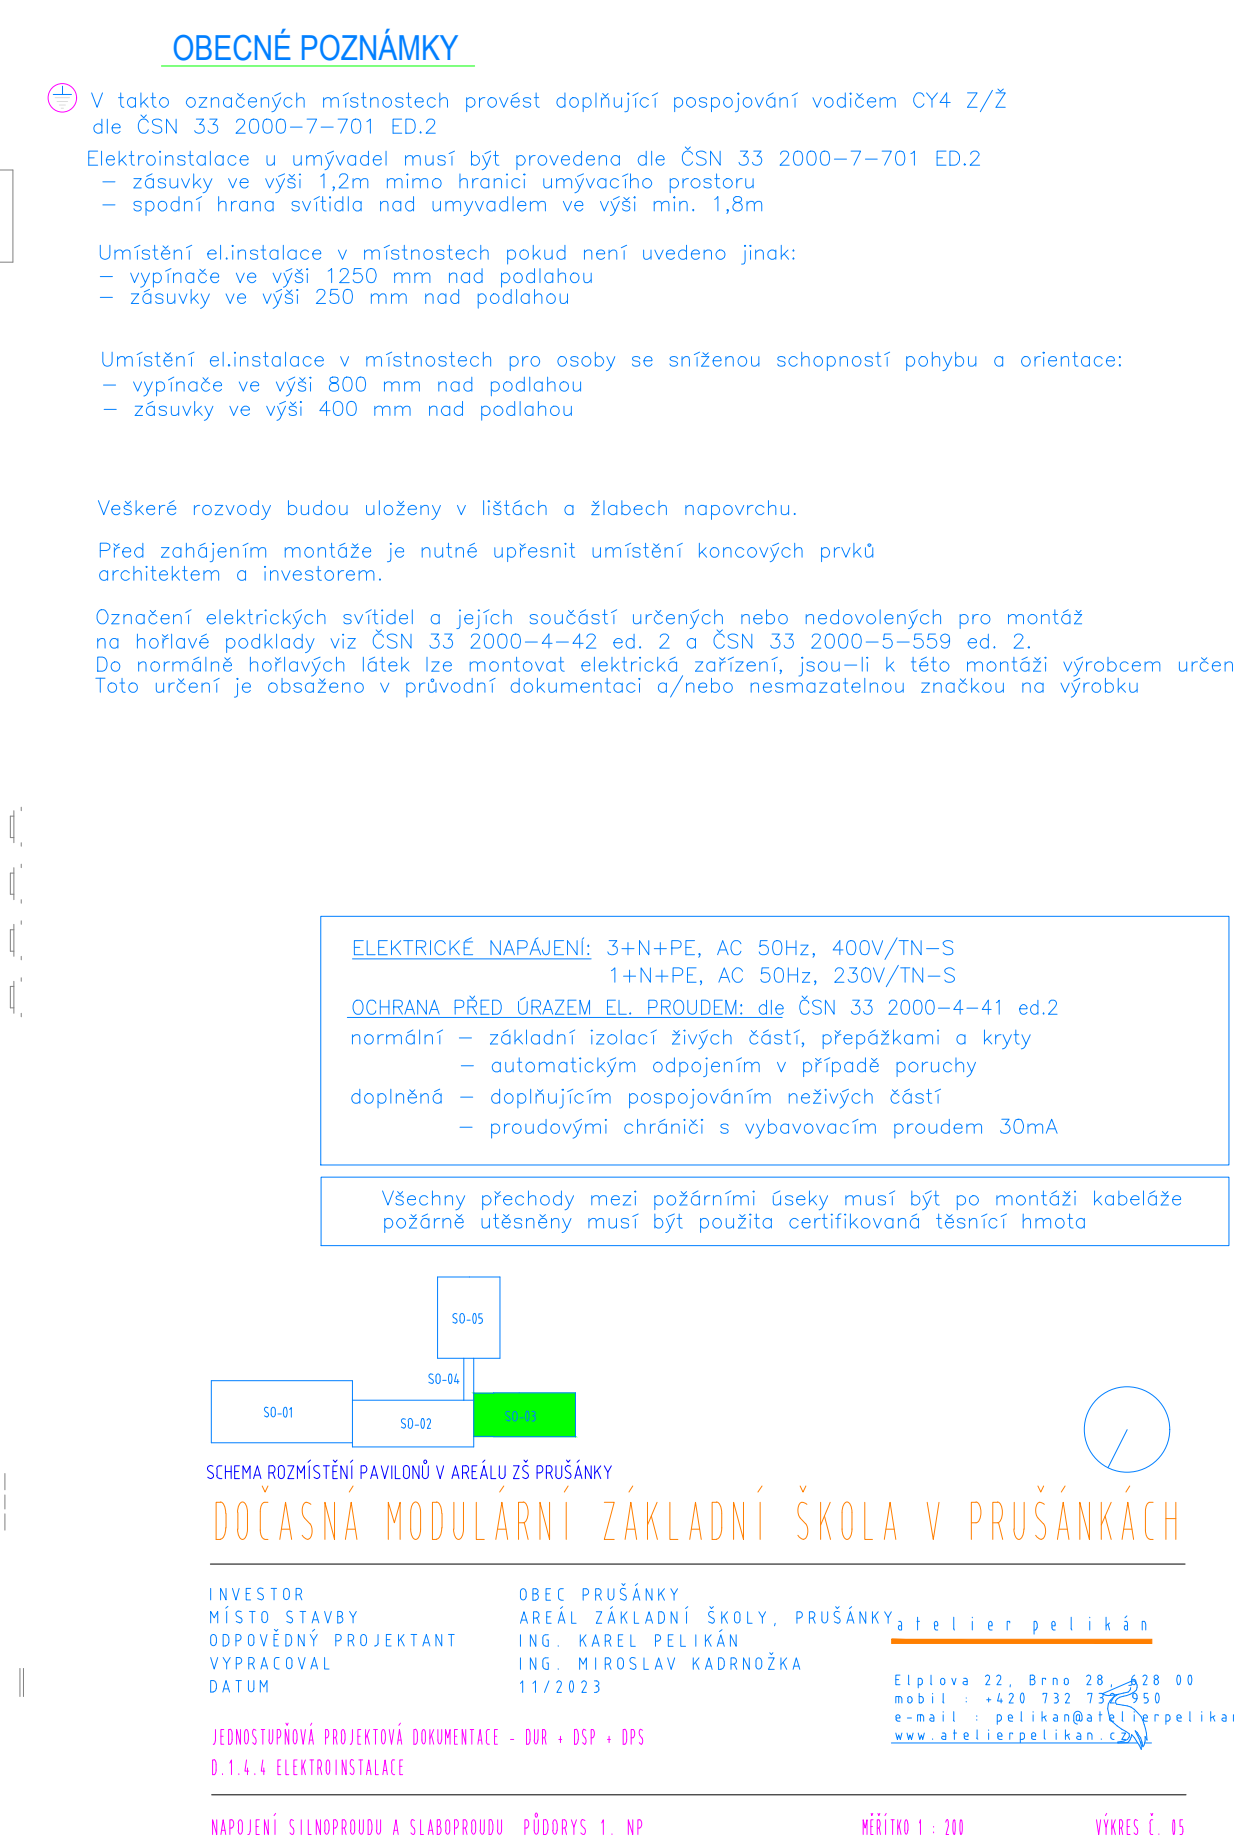 OBECNÉ POZNÁMKY
V takto označených místnostech provést doplňující pospojování vodičem CY4 Z/Ž
dle ČSN 33 2000-7-701 ED.2
Elektroinstalace u umývadel musí být provedena dle ČSN 33 2000-7-701 ED.2
- zásuvky ve výši 1,2m mimo hranici umývacího prostoru
- spodní hrana svítidla nad umyvadlem ve výši min. 1,8m
Umístění el.instalace v místnostech pokud není uvedeno jinak:
- vypínače ve výši 1250 mm nad podlahou
- zásuvky ve výši 250 mm nad podlahou
Umístění el.instalace v místnostech pro osoby se sníženou schopností pohybu a orientace:
- vypínače ve výši 800 mm nad podlahou
- zásuvky ve výši 400 mm nad podlahou
Veškeré rozvody budou uloženy v lištách a žlabech napovrchu.
Před zahájením montáže je nutné upřesnit umístění koncových prvků
architektem a investorem.
Označení elektrických svítidel a jejích součástí určených nebo nedovolených pro montáž
na hořlavé podklady viz ČSN 33 2000-4-42 ed. 2 a ČSN 33 2000-5-559 ed. 2.
Do normálně hořlavých látek lze montovat elektrická zařízení, jsou-li k této montáži výrobcem určen
Toto určení je obsaženo v průvodní dokumentaci a/nebo nesmazatelnou značkou na výrobku
ELEKTRICKÉ NAPÁJENÍ: 3+N+PE, AC 50Hz, 400V/TN-S
1+N+PE, AC 50Hz, 230V/TN-S
OCHRANA PŘED ÚRAZEM EL. PROUDEM: dle ČSN 33 2000-4-41 ed.2
normální - základní izolací živých částí, přepážkami a kryty
- automatickým odpojením v případě poruchy
doplněná - doplňujícím pospojováním neživých částí
- proudovými chrániči s vybavovacím proudem 30mA
Všechny přechody mezi požárními úseky musí být po montáži kabeláže
požárně utěsněny musí být použita certifikovaná těsnící hmota
SO-05
SO-04
SO-01
SO-02
SO-03
SCHEMA ROZMÍSTĚNÍ PAVILONŮ V AREÁLU ZŠ PRUŠÁNKY
DOČASNÁ MODULÁRNÍ ZÁKLADNÍ ŠKOLA V PRUŠÁNKÁCH
INVESTOR OBEC PRUŠÁNKY
MÍSTO STAVBY AREÁL ZÁKLADNÍ ŠKOLY, PRUŠÁNKY
ODPOVĚDNÝ PROJEKTANT ING. KAREL PELIKÁN
VYPRACOVAL ING. MIROSLAV KADRNOŽKA
DATUM 11/2023
atelier pelikán
Elplova 22, Brno 28, 628 00
mobil : +420 732 732 950
e-mail : pelikan@atelierpelikan
www.atelierpelikan.cz
JEDNOSTUPŇOVÁ PROJEKTOVÁ DOKUMENTACE - DUR + DSP + DPS
D.1.4.4 ELEKTROINSTALACE
NAPOJENÍ SILNOPROUDU A SLABOPROUDU PŮDORYS 1. NP MĚŘÍTKO 1 : 200 VÝKRES Č. 05